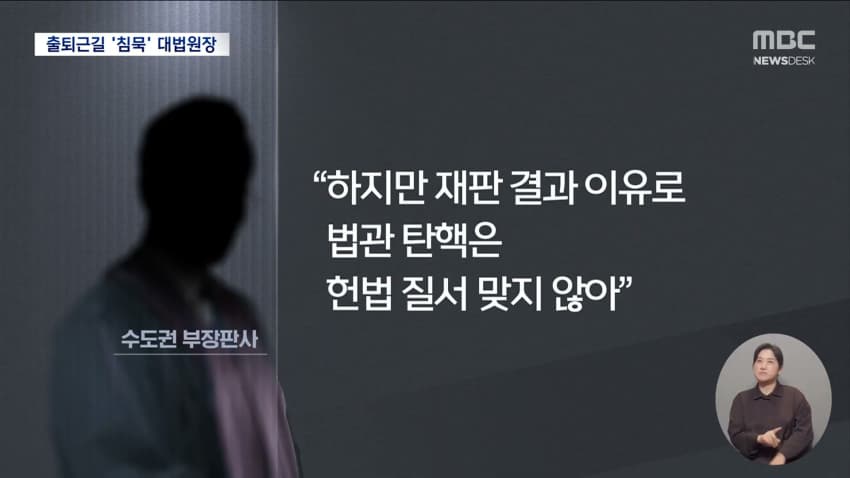 출퇴근길 '침묵' 대법원장
MBC
NEWSDESK
“하지만 재판 결과 이유로
법관 탄핵은
헌법 질서 맞지 않아”
수도권 부장판사